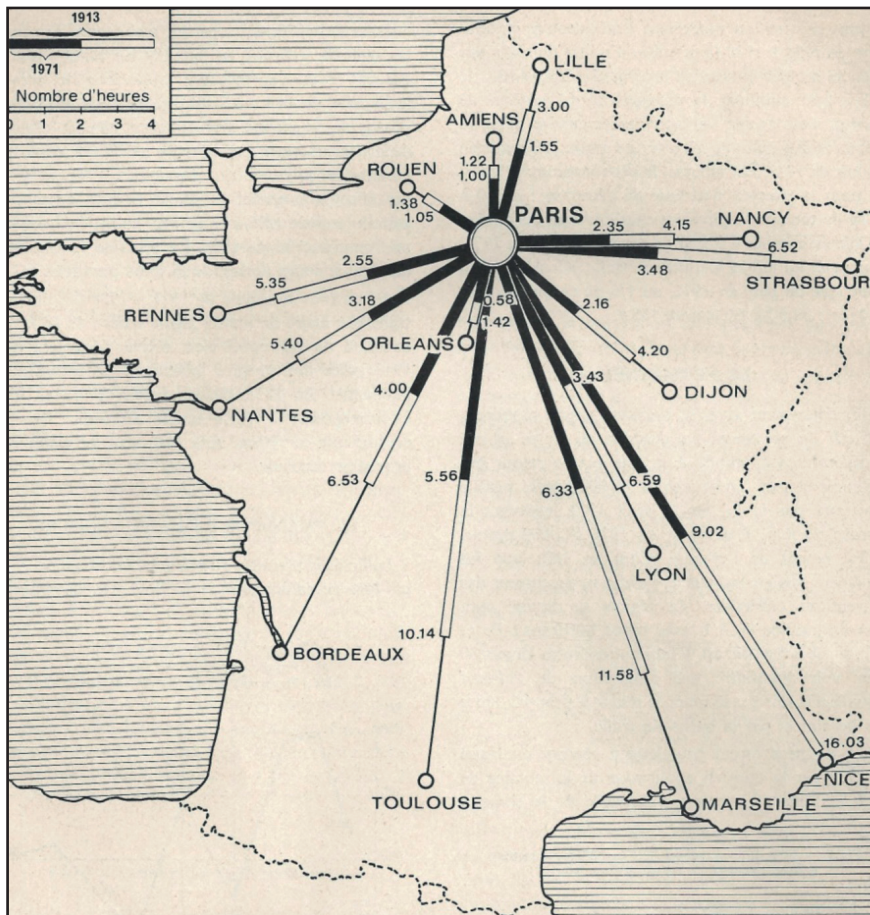 1913
1971
Nombre d'heures
0 1 2 3 4
LILLE
3.00
AMIENS
1.55
1.22
ROUEN
1.00
1.38
1.05
PARIS
2.35
4.15
NANCY
6.52
3.48
STRASBOUR
2.55
5.35
3.18
RENNES
0.58
1.42
2.16
ORLEANS
5.40
4.20
3.43
DIJON
4.00
NANTES
5.56
6.53
6.59
6.33
9.02
LYON
10.14
BORDEAUX
11.58
16.03
NICE
TOULOUSE
MARSEILLE